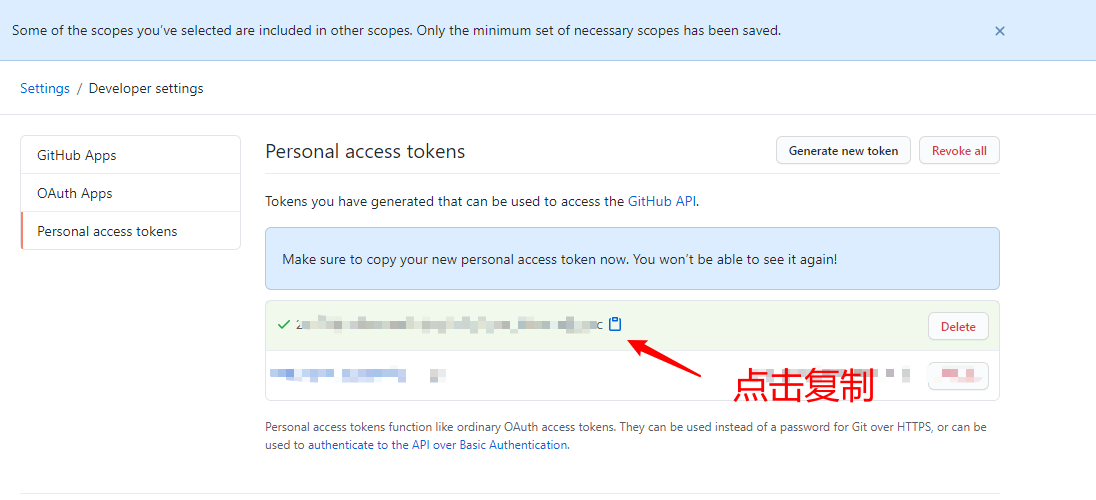 Some of the scopes you’ve selected are included in other scopes. Only the minimum set of necessary scopes has been saved.
Settings / Developer settings
GitHub Apps
OAuth Apps
Personal access tokens
Personal access tokens
Generate new token
Revoke all
Tokens you have generated that can be used to access the GitHub API.
Make sure to copy your new personal access token now. You won’t be able to see it again!
Delete
点击复制
Personal access tokens function like ordinary OAuth access tokens. They can be used instead of a password for Git over HTTPS, or can be
used to authenticate to the API over Basic Authentication.